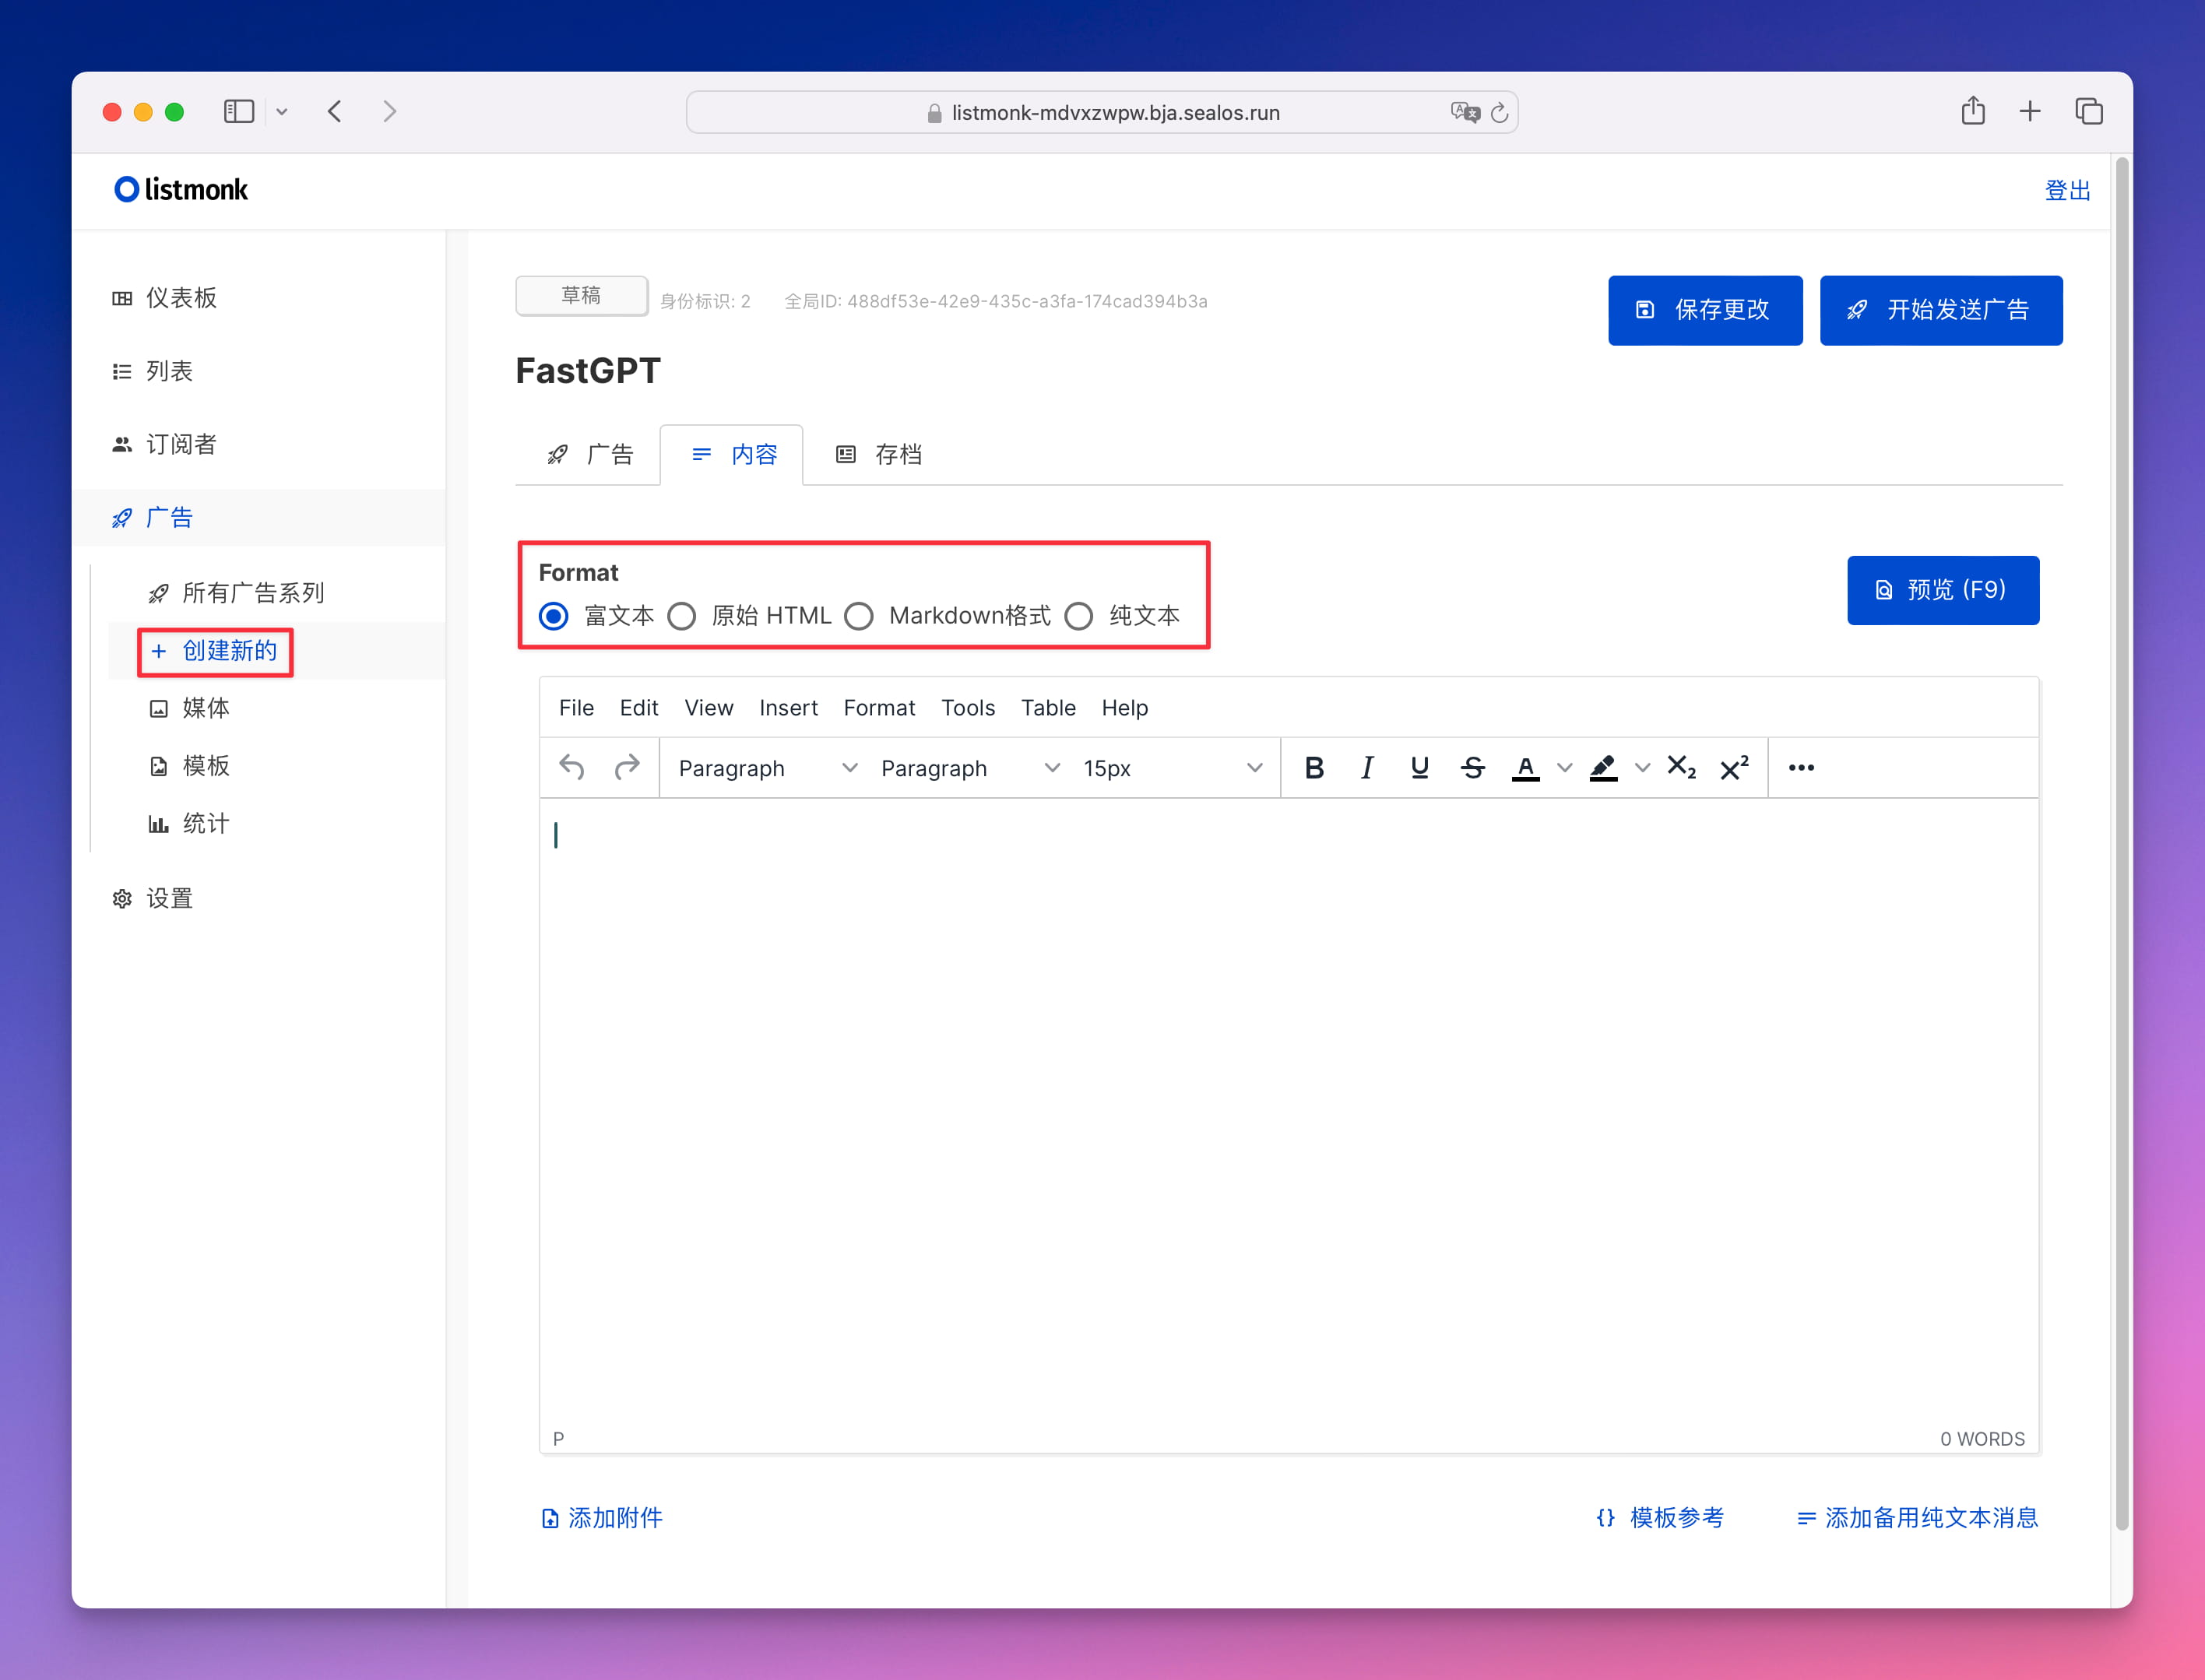 listmonk-mdvxzwpw.bja.sealos.run
listmonk
登出
仪表板
列表
订阅者
广告
所有广告系列
+ 创建新的
媒体
模板
统计
设置
草稿 身份标识: 2 全局ID: 488df53e-42e9-435c-a3fa-174cad394b3a
保存更改
开始发送广告
FastGPT
广告 内容 存档
Format
富文本 原始 HTML Markdown格式 纯文本
预览 (F9)
File Edit View Insert Format Tools Table Help
Paragraph Paragraph 15px B I U S A X₂ X² •••
P 0 WORDS
添加附件 {} 模板参考 添加备用纯文本消息